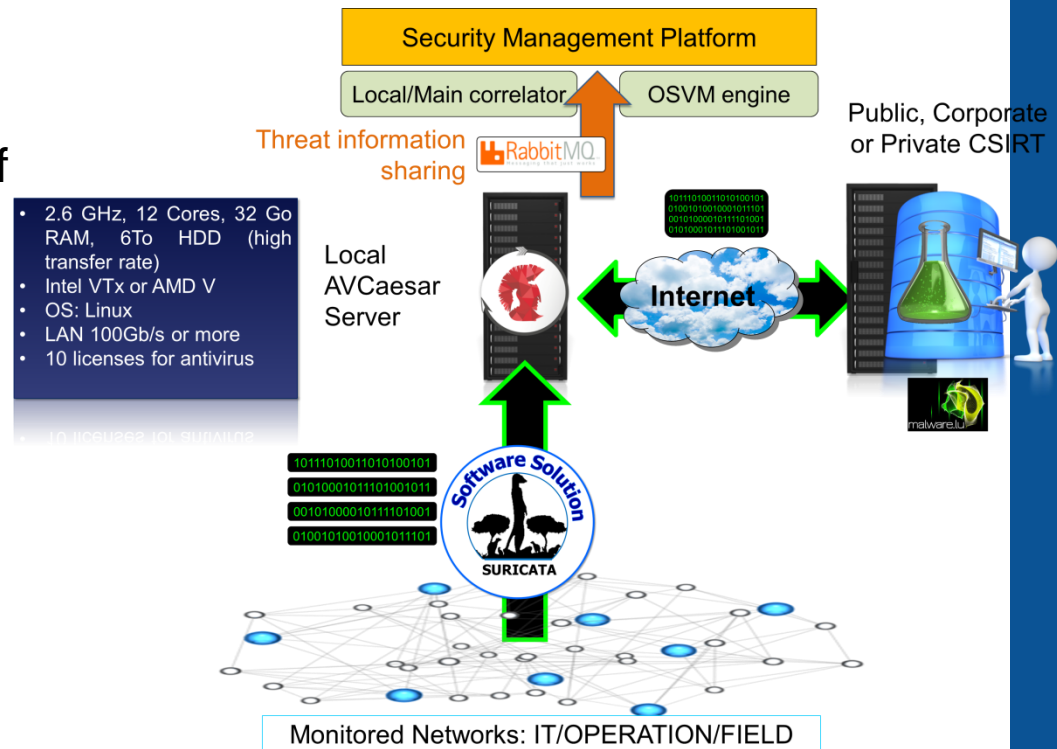 Security Management Platform
Local/Main correlator
OSVM engine
Threat information
sharing
RabbitMQ
Public, Corporate
or Private CSIRT
f
• 2.6 GHz, 12 Cores, 32 Go
RAM, 6To HDD (high
transfer rate)
• Intel VTx or AMD V
• OS: Linux
• LAN 100Gb/s or more
• 10 licenses for antivirus
Local
AVCaesar
Server
10111010011010100101
01001010010001011101
00101000010111101001
01010001011101001011
Internet
malware.lu
10111010011010100101
01010001011101001011
00101000010111101001
01001010010001011101
Software Solution
SURICATA
Monitored Networks: IT/OPERATION/FIELD